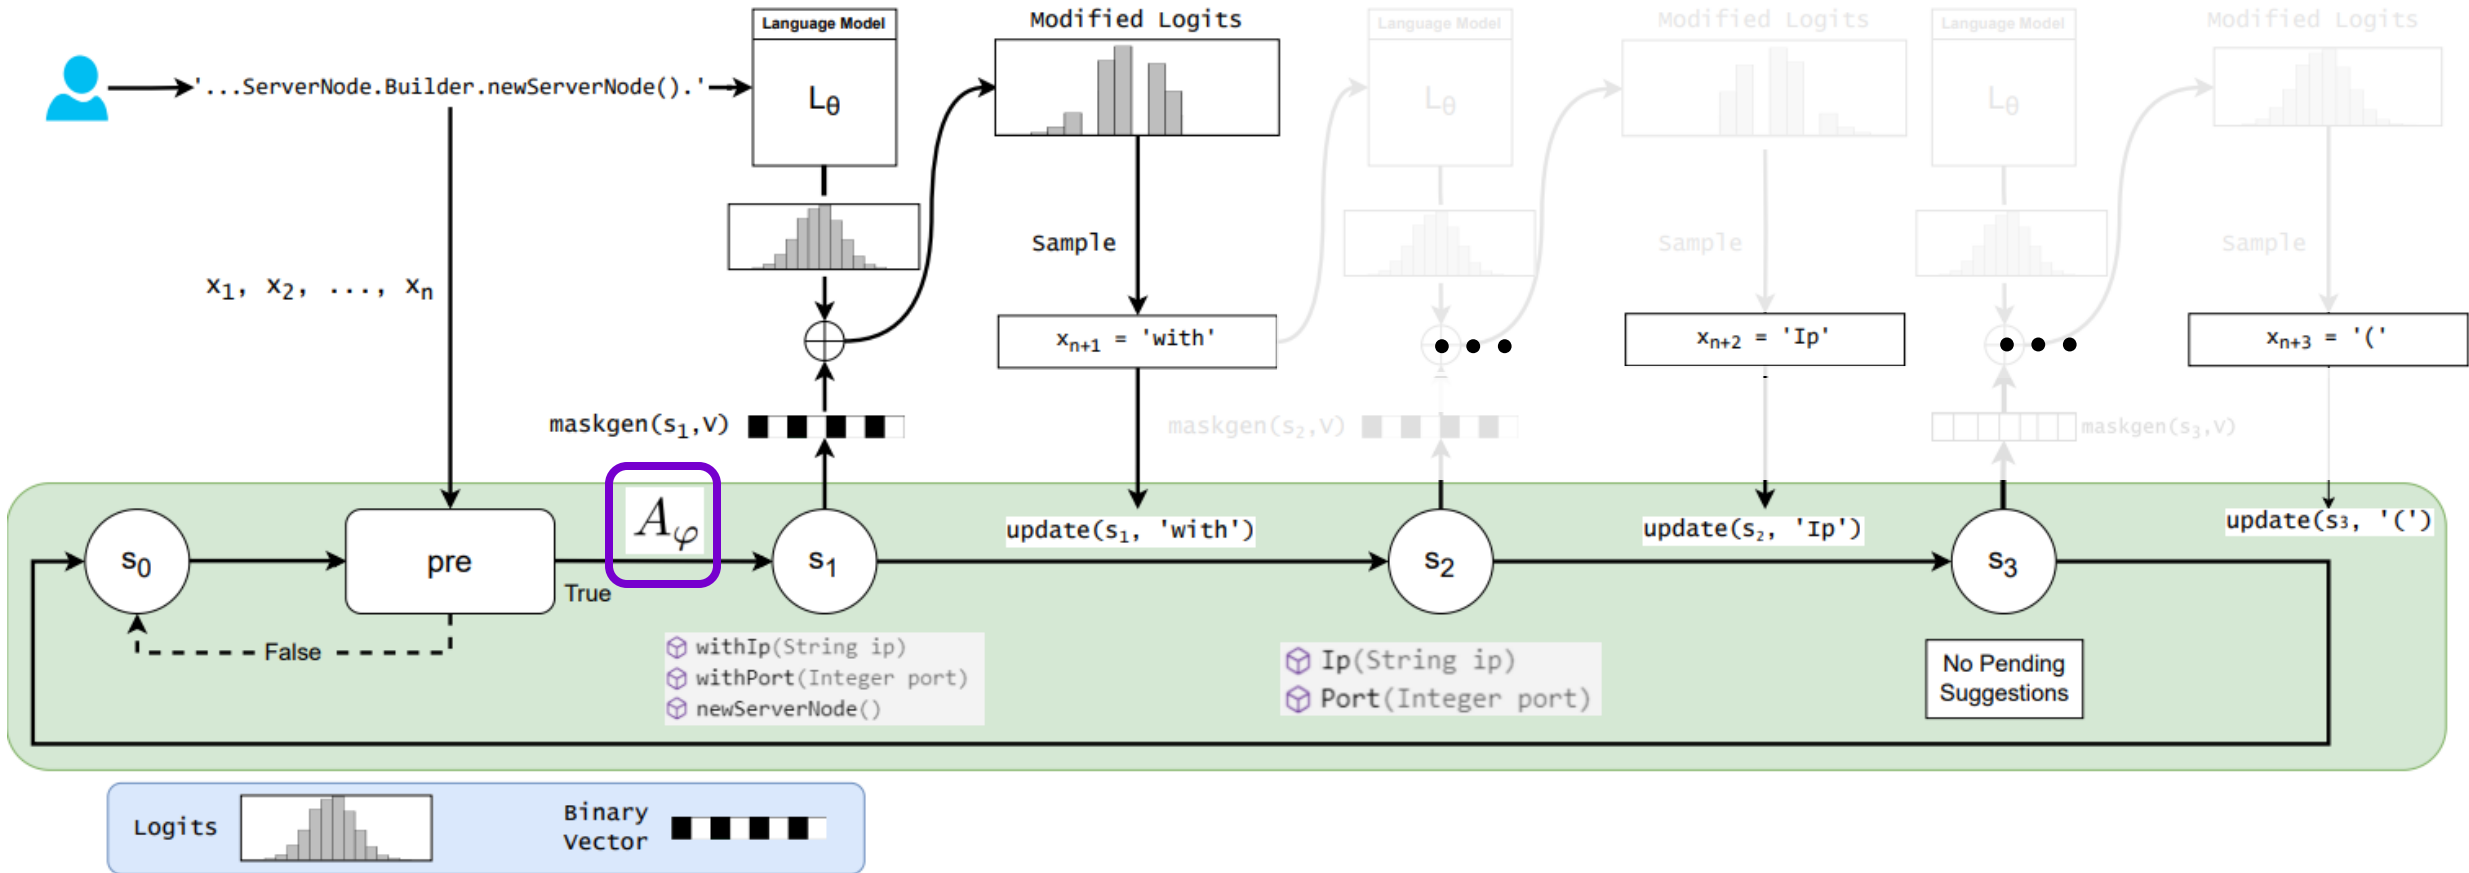 Language Model
Modified Logits
Language Model
Modified Logits
Language Model
Modified Logits
'...ServerNode.Builder.newServerNode().'
Lθ
Lθ
Lθ
Sample
Sample
Sample
x1, x2, ..., xn
xn+1 = 'with'
xn+2 = 'Ip'
xn+3 = '('
maskgen(s1,V)
maskgen(s2,V)
maskgen(s3,V)
Aφ
update(s1, 'with')
update(s2, 'Ip')
update(s3, '(')
s0
pre
True
s1
s2
s3
False
withIp(String ip)
withPort(Integer port)
newServerNode()
Ip(String ip)
Port(Integer port)
No Pending
Suggestions
Logits
Binary
Vector